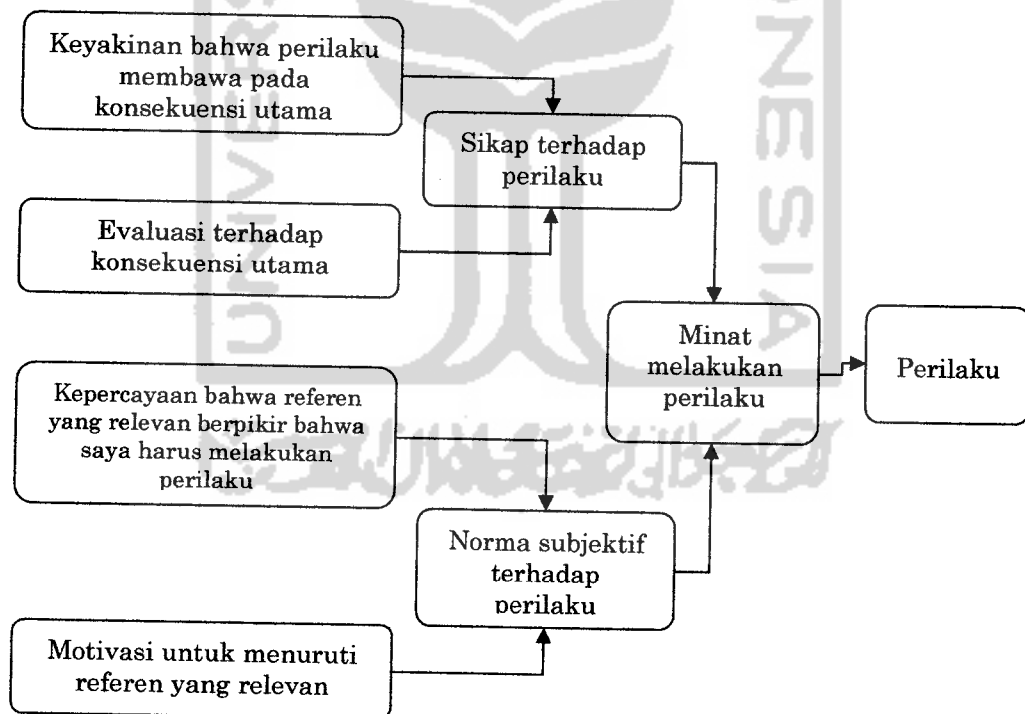 Keyakinan bahwa perilaku
membawa pada
konsekuensi utama
Sikap terhadap
perilaku
Evaluasi terhadap
konsekuensi utama
Minat
melakukan
perilaku
Perilaku
Kepercayaan bahwa referen
yang relevan berpikir bahwa
saya harus melakukan
perilaku
Norma subjektif
terhadap
perilaku
Motivasi untuk menuruti
referen yang relevan
UNIVERS
ONESIA